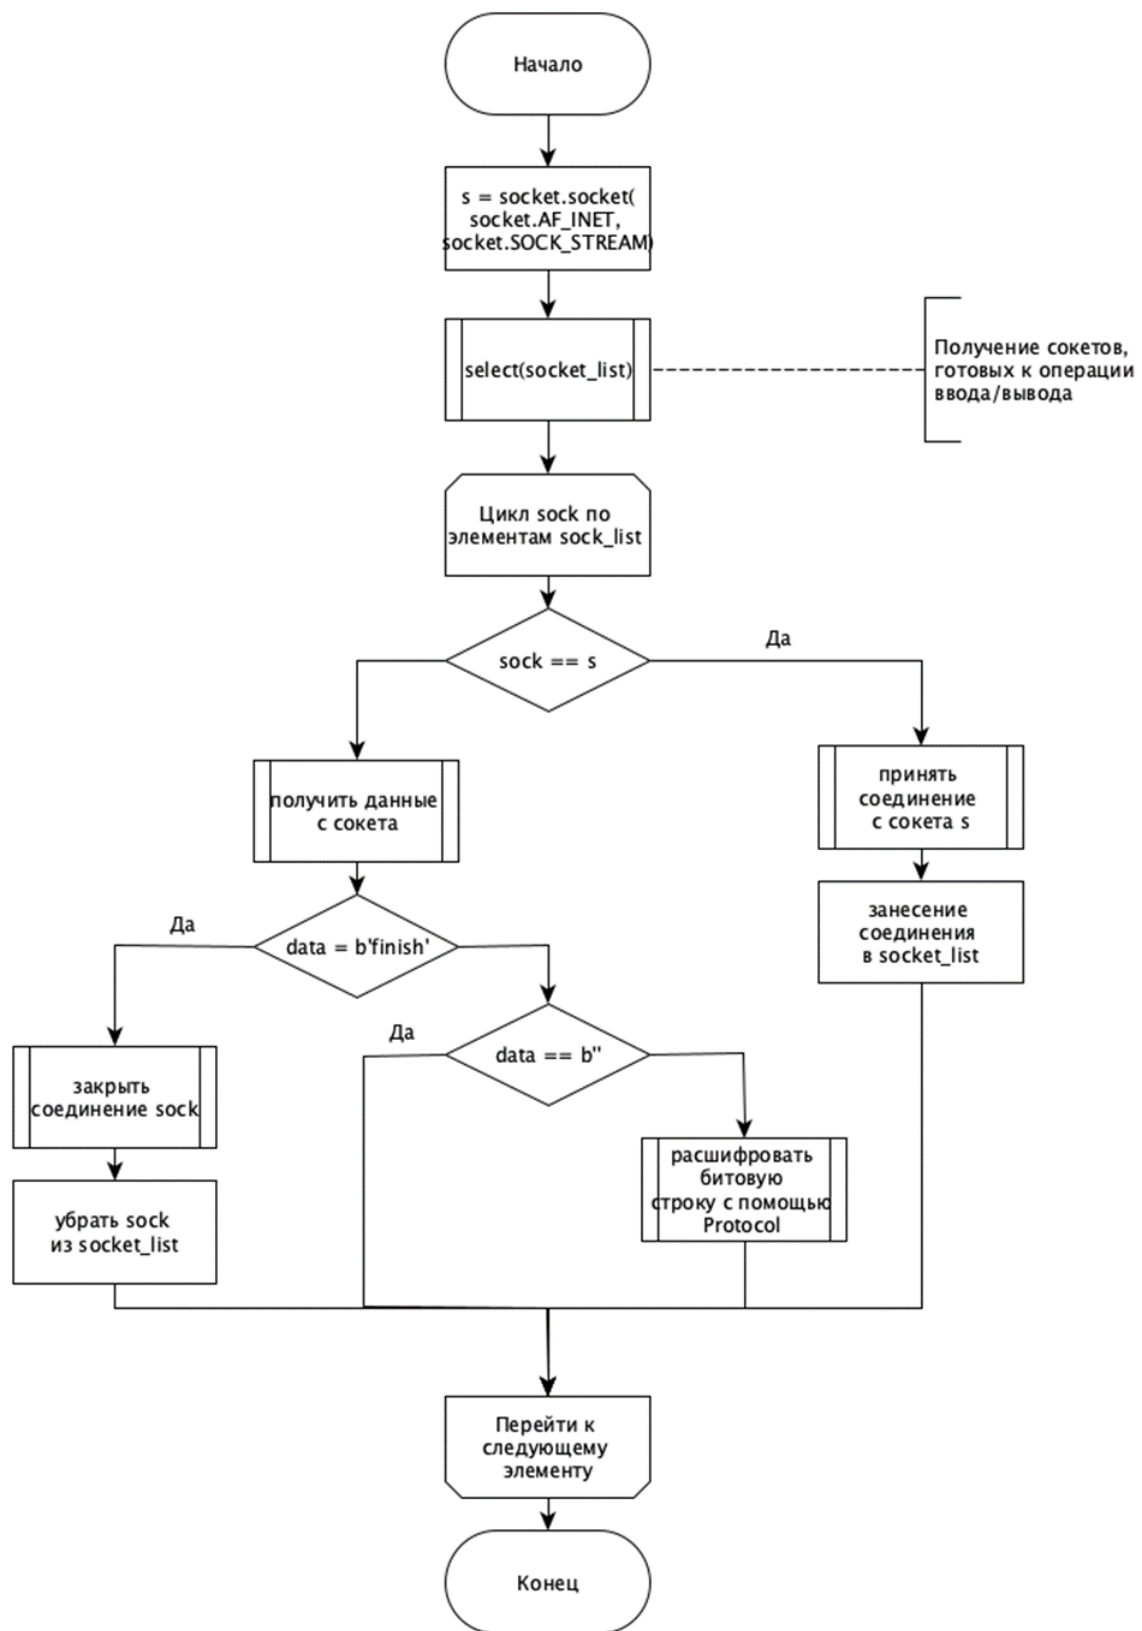 Начало
s = socket.socket(
socket.AF_INET,
socket.SOCK_STREAM)
select(socket_list)
Получение сокетов,
готовых к операции
ввода/вывода
Цикл sock по
элементам sock_list
sock == s
Да
получить данные
с сокета
принять
соединение
с сокета s
занесение
соединения
в socket_list
Да
data = b'finish'
Да
data == b''
закрыть
соединение sock
расшифровать
битовую
строку с помощью
Protocol
убрать sock
из socket_list
Перейти к
следующему
элементу
Конец